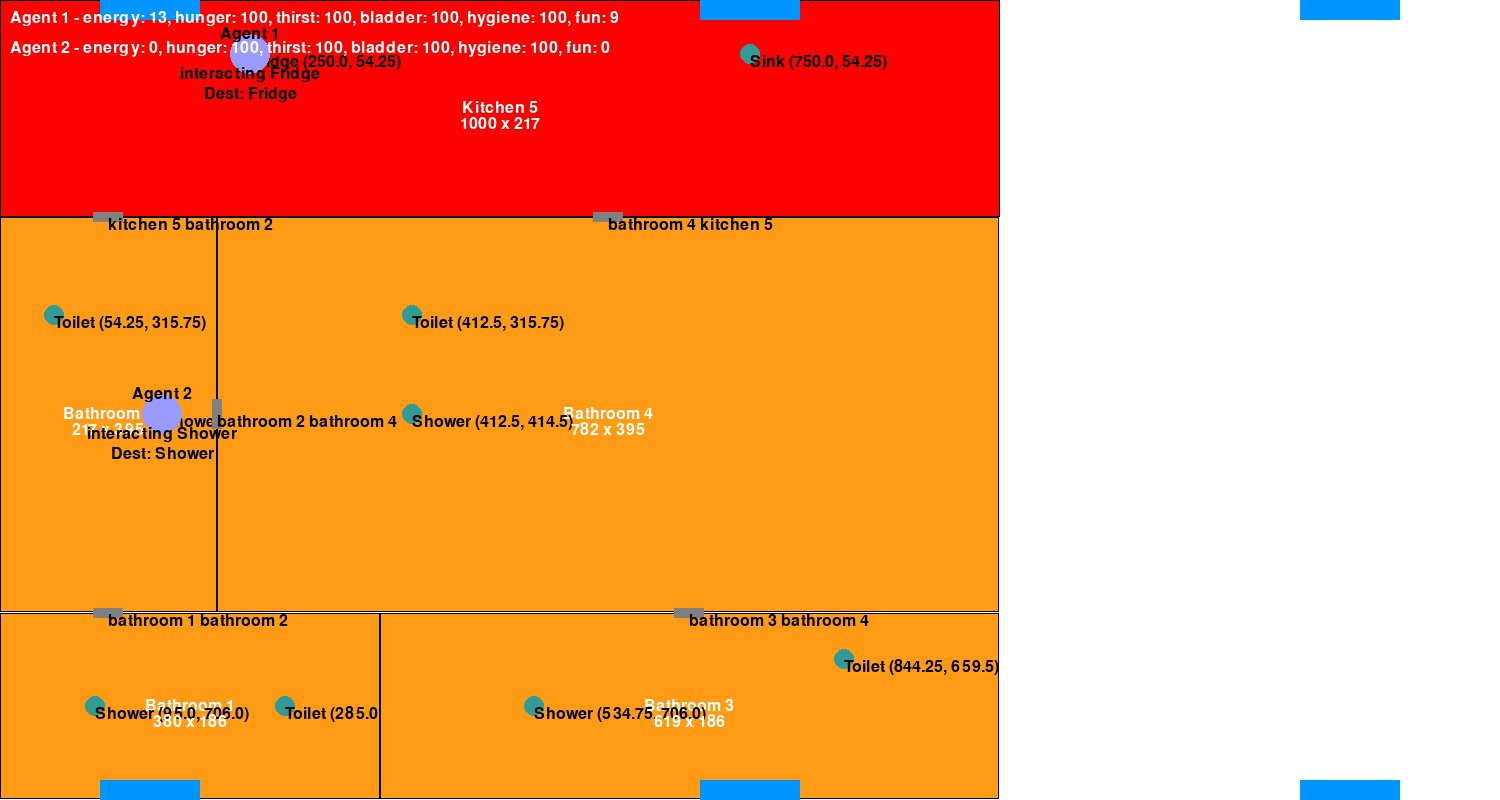 Agent 1 - energy: 13, hunger: 100, thirst: 100, bladder: 100, hygiene: 100, fun: 9
Agent 1
Agent 2 - energy: 0, hunger: 100, thirst: 100, bladder: 100, hygiene: 100, fun: 0
dge (250.0, 54.25)
Sink (750.0, 54.25)
interacting Fridge
Dest: Fridge
Kitchen 5
1000 x 217
kitchen 5 bathroom 2
bathroom 4 kitchen 5
Toilet (54.25, 315.75)
Toilet (412.5, 315.75)
Agent 2
Bathroom
217 x 395
bathroom 2 bathroom 4
Shower (412.5, 414.5)
Bathroom 4
782 x 395
interacting Shower
Dest: Shower
bathroom 1 bathroom 2
bathroom 3 bathroom 4
Toilet (844.25, 659.5)
Shower (95.0, 706.0)
Bathroom 1
380 x 186
Toilet (285.0
Shower (534.75, 706.0)
Bathroom 3
619 x 186